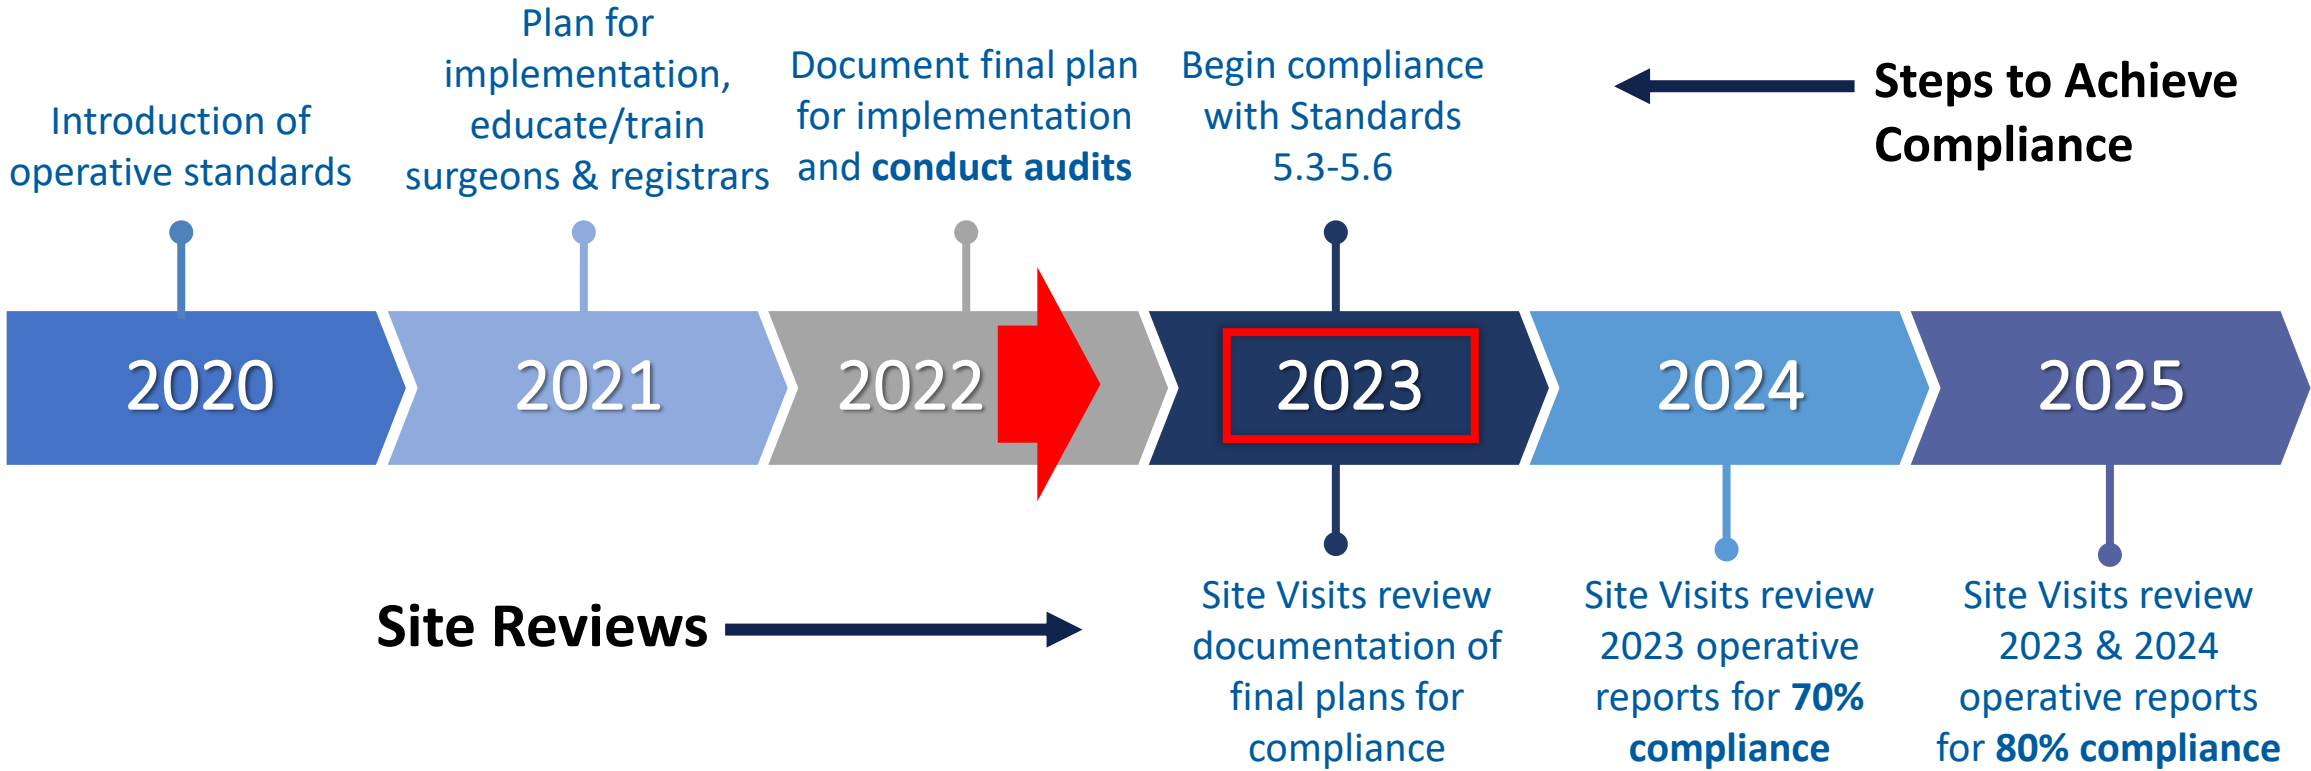 Plan for
implementation,
educate/train
surgeons & registrars
Introduction of
operative standards
Document final plan
for implementation
and conduct audits
Begin compliance
with Standards
5.3-5.6
Steps to Achieve
Compliance
2020
2021
2022
2023
2024
2025
Site Reviews
Site Visits review
documentation of
final plans for
compliance
Site Visits review
2023 operative
reports for 70%
compliance
Site Visits review
2023 & 2024
operative reports
for 80% compliance